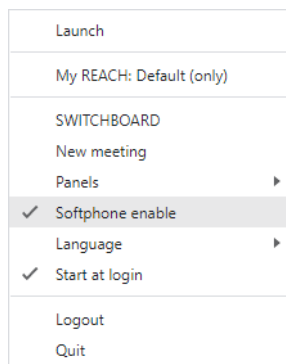 Launch
My REACH: Default (only)
SWITCHBOARD
New meeting
Panels
Softphone enable
Language
Start at login
Logout
Quit